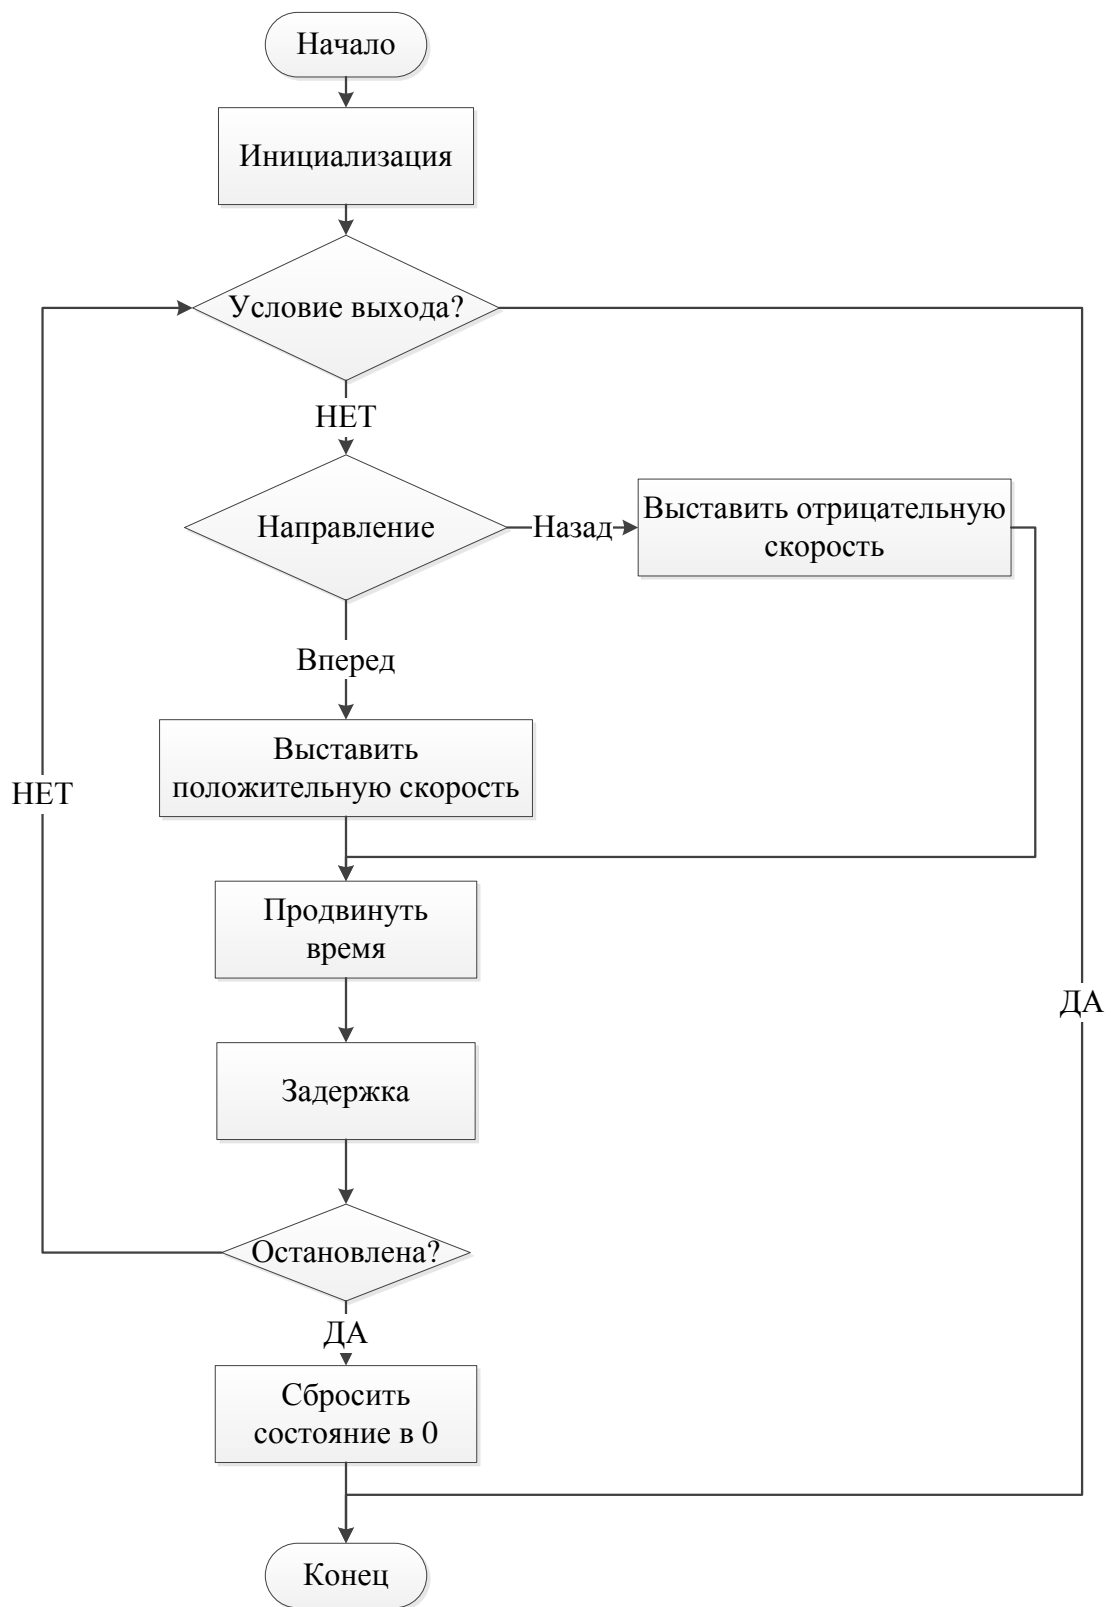 Начало
Инициализация
Условие выхода?
НЕТ
Направление
Назад
Выставить отрицательную
скорость
Вперед
Выставить
положительную скорость
НЕТ
Продвинуть
время
ДА
Задержка
Остановлена?
ДА
Сбросить
состояние в 0
Конец